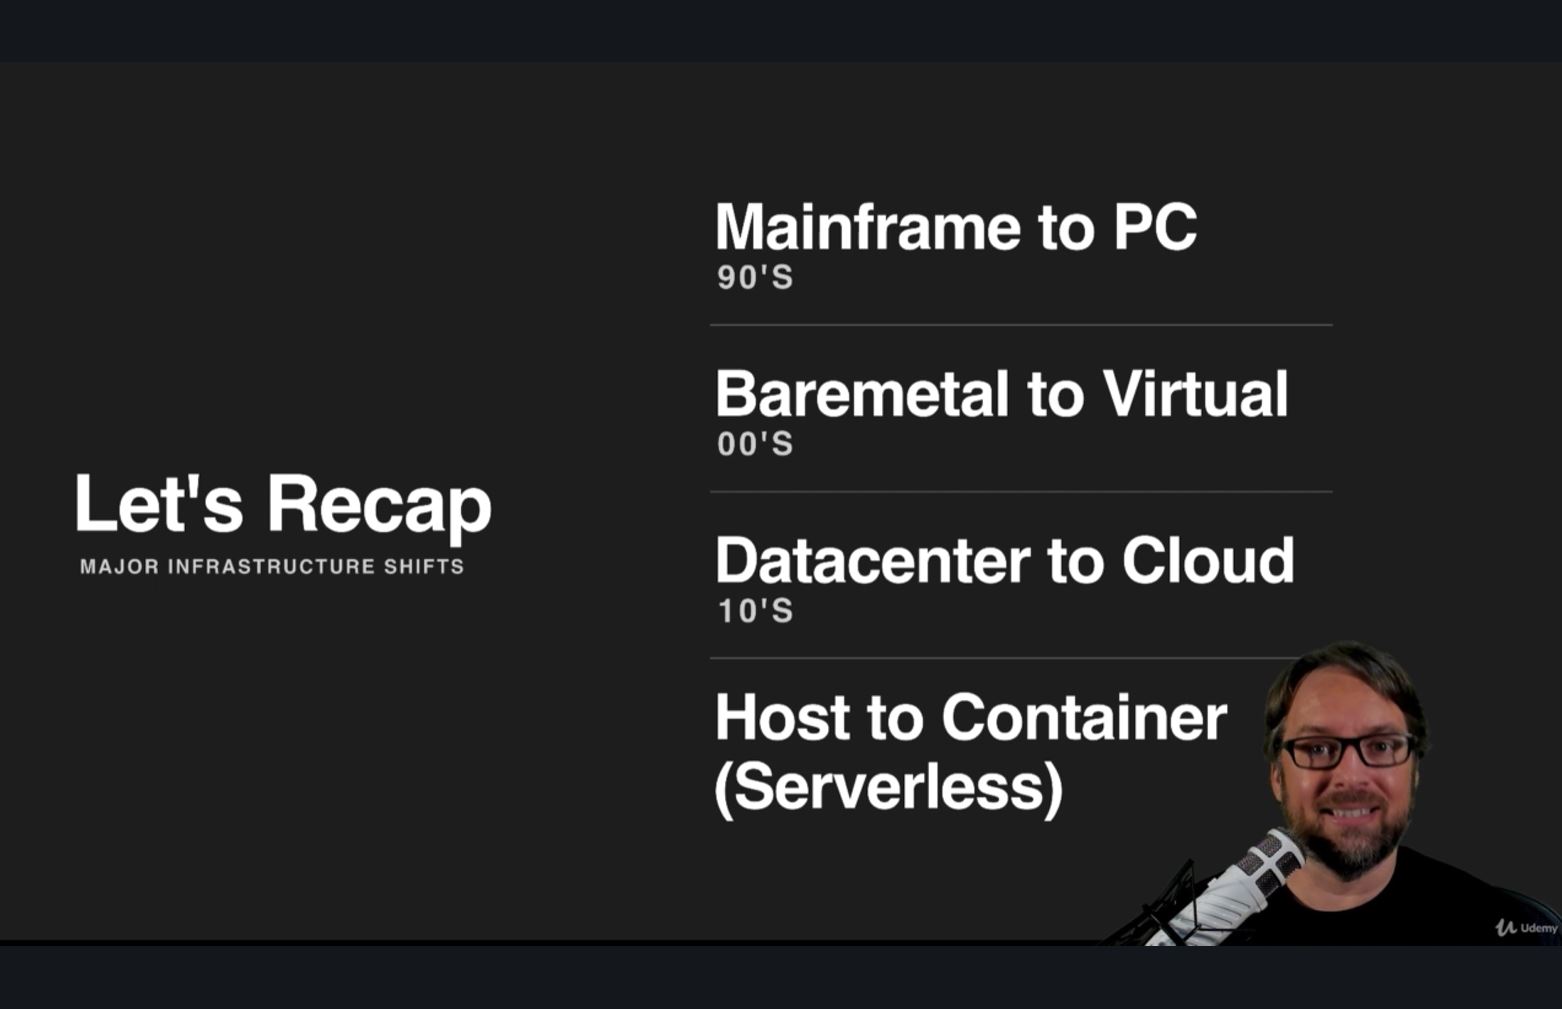 Let's Recap
MAJOR INFRASTRUCTURE SHIFTS
Mainframe to PC
90'S
Baremetal to Virtual
00'S
Datacenter to Cloud
10'S
Host to Container
(Serverless)
Udemy